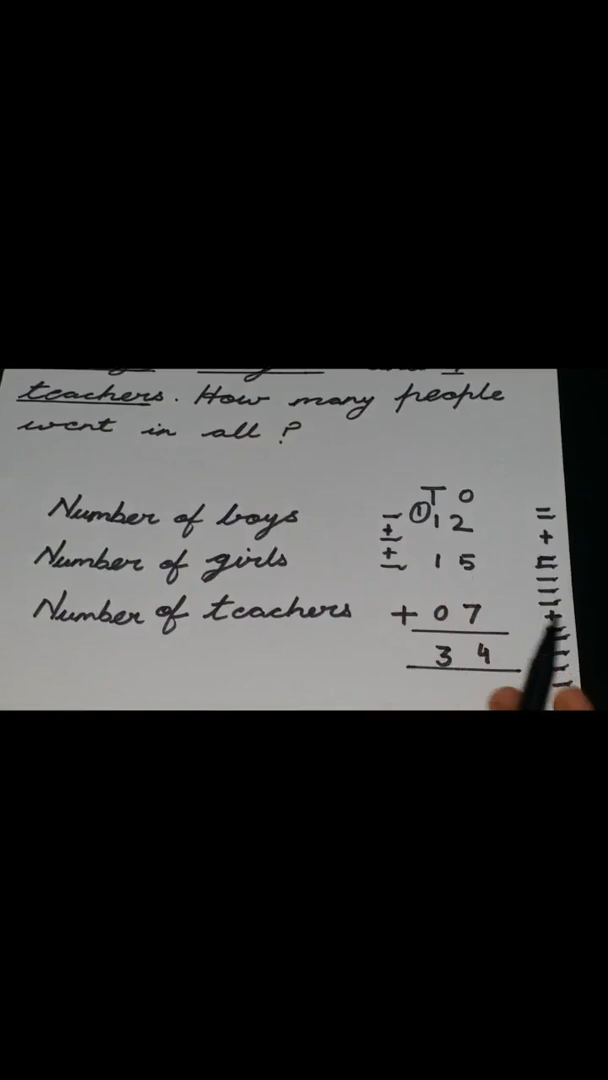 teachers. How many people
went in all ?
T O
Number of boys ① 1 2
Number of girls 1 5
Number of teachers + 0 7
3 4